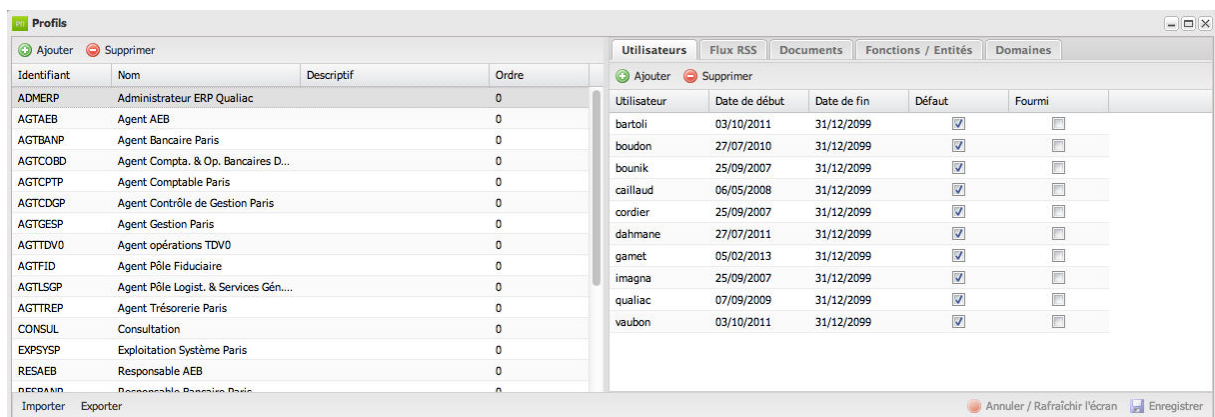 Profils
Ajouter Supprimer
Identifiant Nom Descriptif Ordre
ADMERP Administrateur ERP Qualiac 0
AGTAEB Agent AEB 0
AGTBANP Agent Bancaire Paris 0
AGTCOBD Agent Compta. & Op. Bancaires D... 0
AGTCPTP Agent Comptable Paris 0
AGTCDGP Agent Contrôle de Gestion Paris 0
AGTGESP Agent Gestion Paris 0
AGTTDV0 Agent opérations TDV0 0
AGTFID Agent Pôle Fiduciaire 0
AGTLSGP Agent Pôle Logist. & Services Gén.... 0
AGTTREP Agent Trésorerie Paris 0
CONSUL Consultation 0
EXPSYSP Exploitation Système Paris 0
RESAEB Responsable AEB 0
RESBANP Responsable Bancaire Paris 0
Utilisateurs Flux RSS Documents Fonctions / Entités Domaines
Ajouter Supprimer
Utilisateur Date de début Date de fin Défaut Fourmi
bartoli 03/10/2011 31/12/2099
boudon 27/07/2010 31/12/2099
bounik 25/09/2007 31/12/2099
caillaud 06/05/2008 31/12/2099
cordier 25/09/2007 31/12/2099
dahmane 27/07/2011 31/12/2099
gamet 05/02/2013 31/12/2099
imagna 25/09/2007 31/12/2099
qualiac 07/09/2009 31/12/2099
vaubon 03/10/2011 31/12/2099
Importer Exporter Annuler / Rafraîchir l'écran Enregistrer